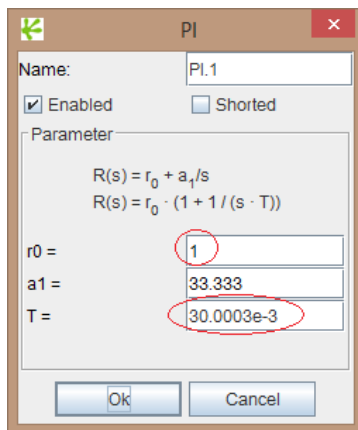 PI
Name: PI.1
Enabled Shorted
Parameter
R(s) = r0 + a1/s
R(s) = r0 · (1 + 1 / (s · T))
r0 = 1
a1 = 33.333
T = 30.0003e-3
Ok Cancel